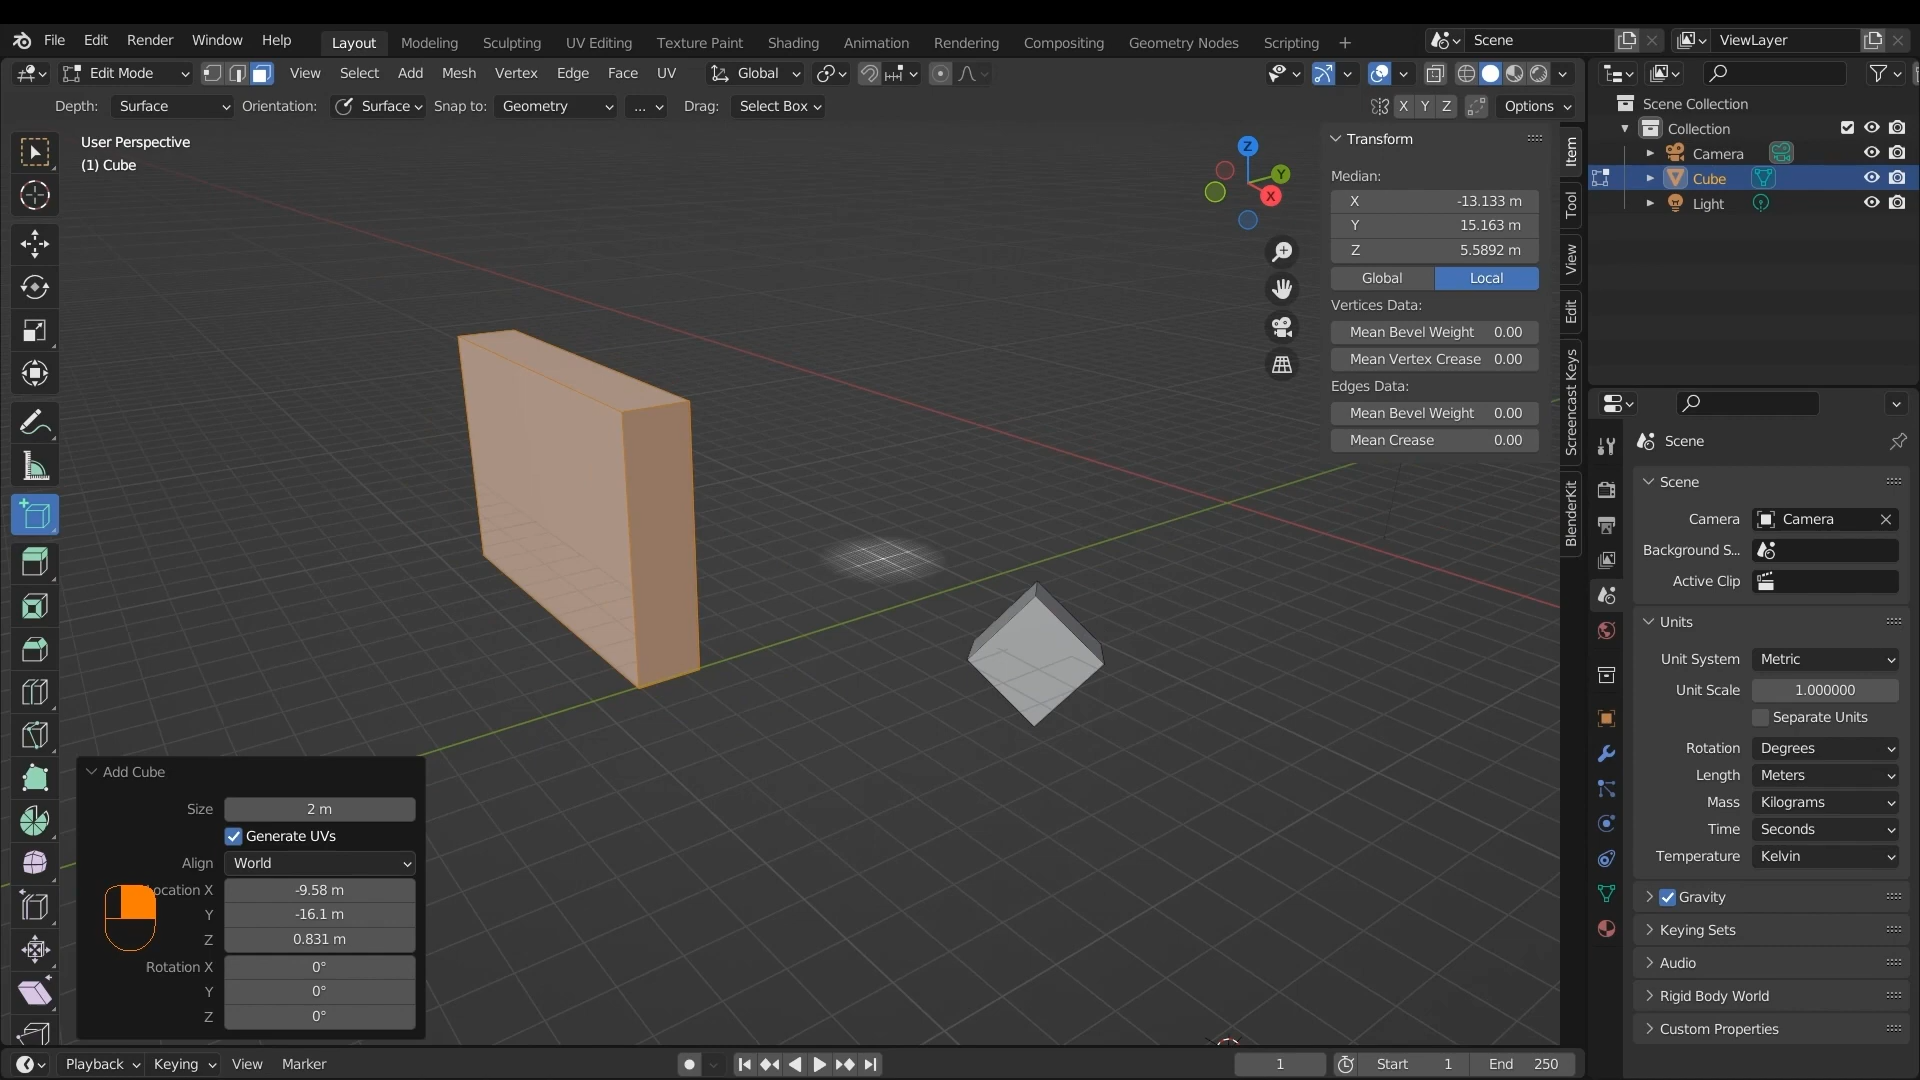 File Edit Render Window Help Layout Modeling Sculpting UV Editing Texture Paint Shading Animation Rendering Compositing Geometry Nodes Scripting + Scene ViewLayer
Edit Mode View Select Add Mesh Vertex Edge Face UV Global
Depth: Surface Orientation: Surface Snap to: Geometry ... Drag: Select Box X Y Z Options
User Perspective
(1) Cube
Z
Y
X
Transform
Median:
X -13.133 m
Y 15.163 m
Z 5.5892 m
Global Local
Vertices Data:
Mean Bevel Weight 0.00
Mean Vertex Crease 0.00
Edges Data:
Mean Bevel Weight 0.00
Mean Crease 0.00
Item
Tool
View
Edit
Screencast Keys
BlenderKit
Scene Collection
Collection
Camera
Cube
Light
Scene
Scene
Camera Camera
Background S...
Active Clip
Units
Unit System Metric
Unit Scale 1.000000
Separate Units
Rotation Degrees
Length Meters
Mass Kilograms
Time Seconds
Temperature Kelvin
Gravity
Keying Sets
Audio
Rigid Body World
Custom Properties
Add Cube
Size 2 m
Generate UVs
Align World
ocation X -9.58 m
Y -16.1 m
Z 0.831 m
Rotation X 0°
Y 0°
Z 0°
Playback Keying View Marker 1 Start 1 End 250